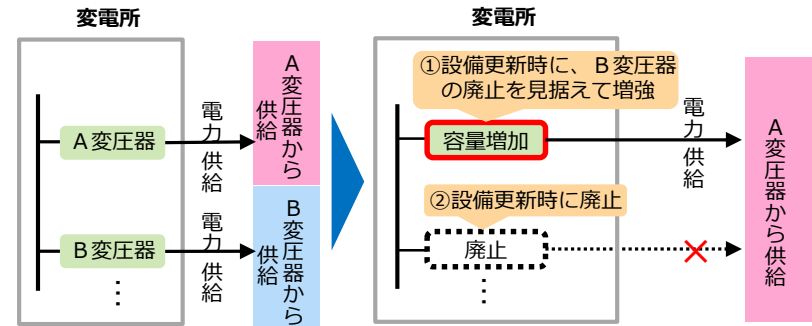 変電所
A変圧器
電力供給
A変圧器から
供給
B変圧器
電力供給
B変圧器から
供給
⋮
変電所
①設備更新時に、B変圧器
の廃止を見据えて増強
容量増加
電力供給
②設備更新時に廃止
廃止
⋮
A変圧器から供給